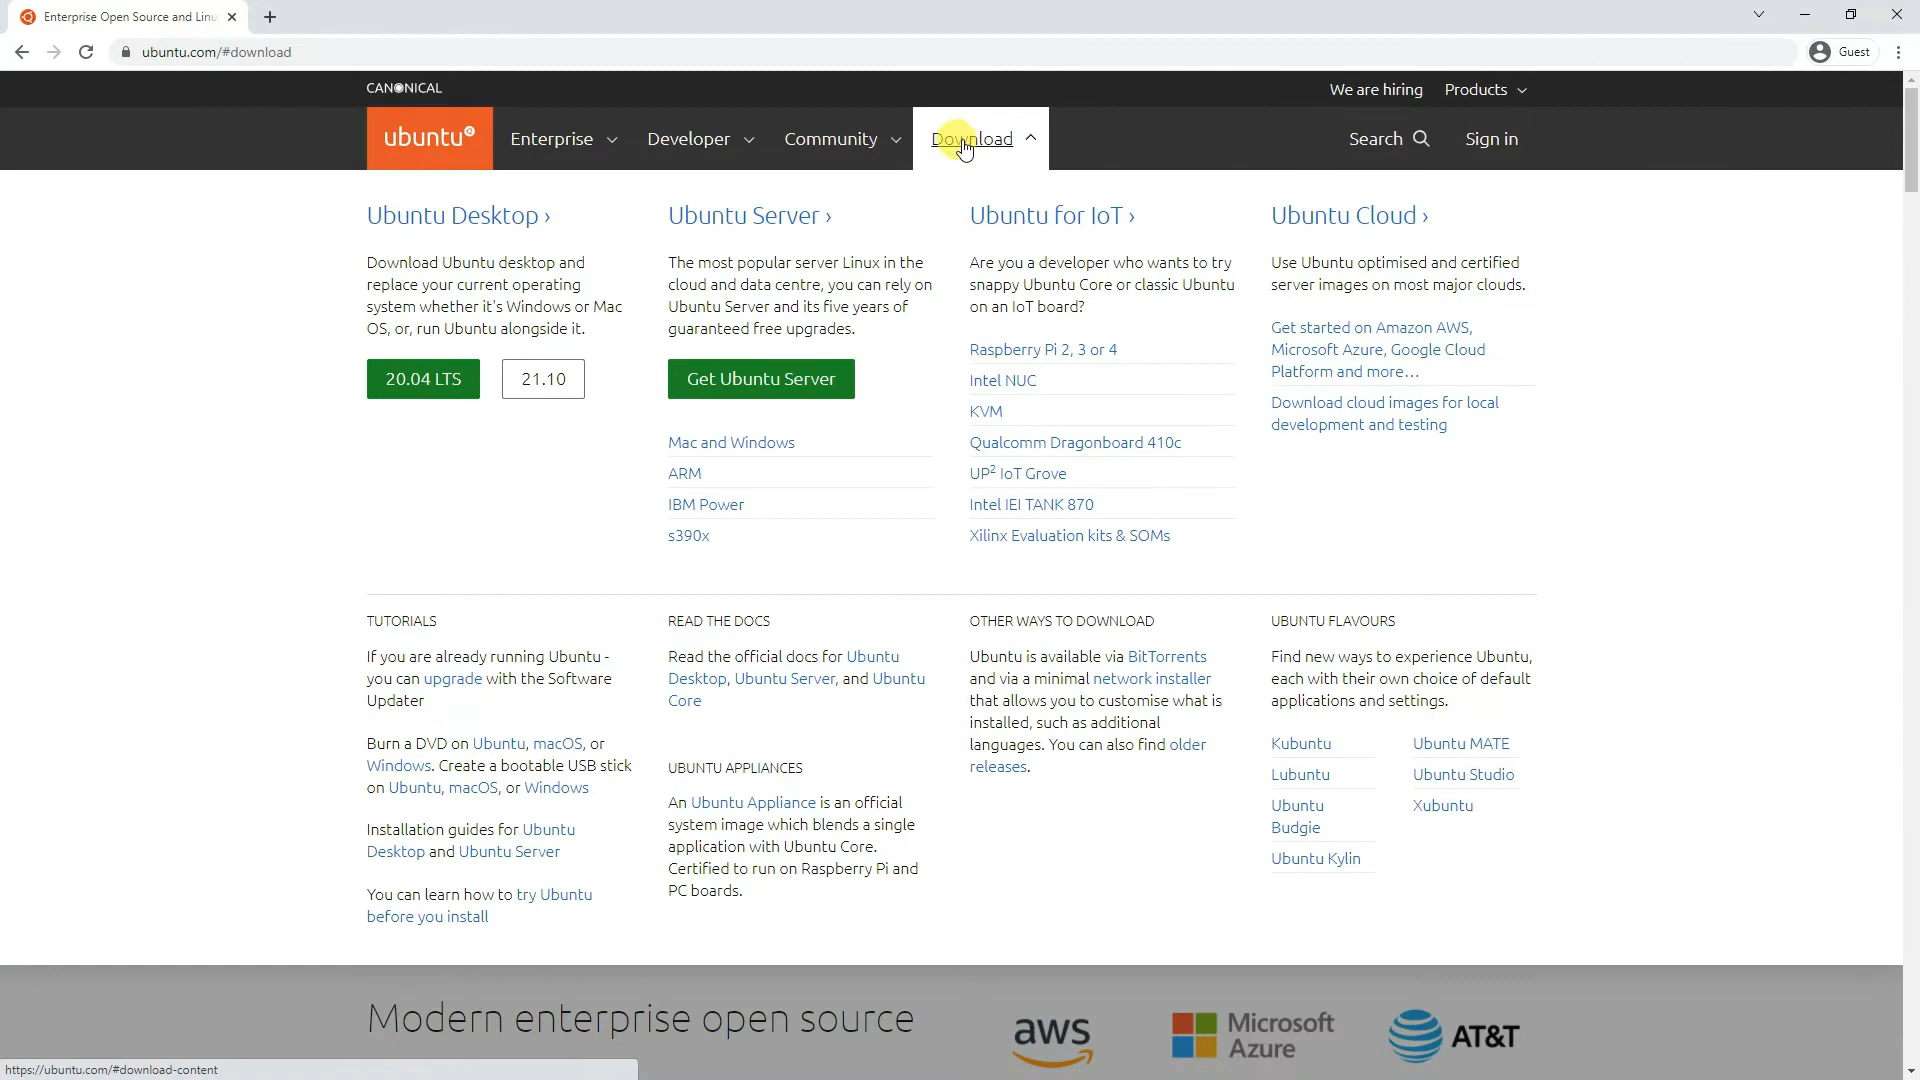 Enterprise Open Source and Linu
ubuntu.com/#download
Guest
CANONICAL
We are hiring
Products
ubuntu
Enterprise
Developer
Community
Download
Search
Sign in
Ubuntu Desktop ›
Download Ubuntu desktop and
replace your current operating
system whether it's Windows or Mac
OS, or, run Ubuntu alongside it.
20.04 LTS
21.10
Ubuntu Server ›
The most popular server Linux in the
cloud and data centre, you can rely on
Ubuntu Server and its five years of
guaranteed free upgrades.
Get Ubuntu Server
Mac and Windows
ARM
IBM Power
s390x
Ubuntu for IoT ›
Are you a developer who wants to try
snappy Ubuntu Core or classic Ubuntu
on an IoT board?
Raspberry Pi 2, 3 or 4
Intel NUC
KVM
Qualcomm Dragonboard 410c
UP² IoT Grove
Intel IEI TANK 870
Xilinx Evaluation kits & SOMs
Ubuntu Cloud ›
Use Ubuntu optimised and certified
server images on most major clouds.
Get started on Amazon AWS,
Microsoft Azure, Google Cloud
Platform and more…
Download cloud images for local
development and testing
TUTORIALS
If you are already running Ubuntu -
you can upgrade with the Software
Updater
Burn a DVD on Ubuntu, macOS, or
Windows. Create a bootable USB stick
on Ubuntu, macOS, or Windows
Installation guides for Ubuntu
Desktop and Ubuntu Server
You can learn how to try Ubuntu
before you install
READ THE DOCS
Read the official docs for Ubuntu
Desktop, Ubuntu Server, and Ubuntu
Core
UBUNTU APPLIANCES
An Ubuntu Appliance is an official
system image which blends a single
application with Ubuntu Core.
Certified to run on Raspberry Pi and
PC boards.
OTHER WAYS TO DOWNLOAD
Ubuntu is available via BitTorrents
and via a minimal network installer
that allows you to customise what is
installed, such as additional
languages. You can also find older
releases.
UBUNTU FLAVOURS
Find new ways to experience Ubuntu,
each with their own choice of default
applications and settings.
Kubuntu
Lubuntu
Ubuntu
Budgie
Ubuntu Kylin
Ubuntu MATE
Ubuntu Studio
Xubuntu
Modern enterprise open source
aws
Microsoft
Azure
AT&T
https://ubuntu.com/#download-content